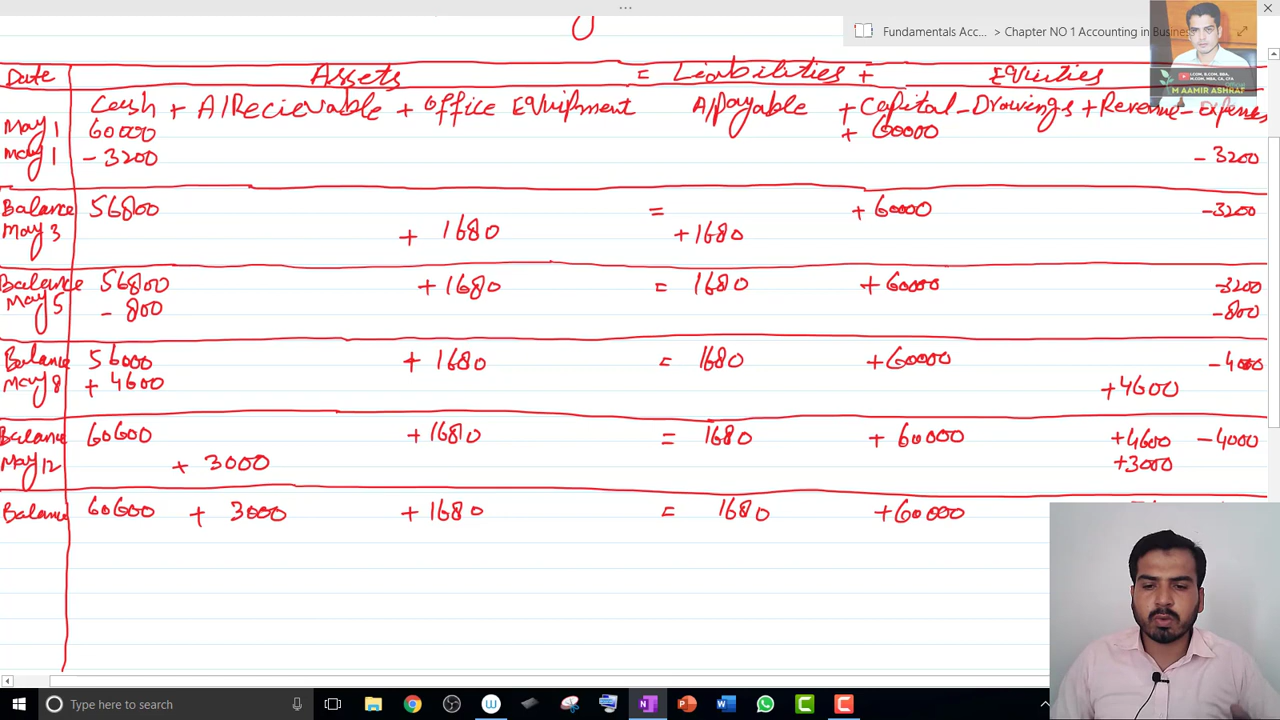 Fundamentals Acc... > Chapter NO 1 Accounting in Business
M AAMIR ASHRAF
Date Assets = Liabilities + Equities
Cash + A/Recievable + Office Equipment A/payable + Capital - Drawings + Revenue - Expenses
May 1 60000 + 60000
May 1 - 3200 - 3200
Balance 56800 = + 60000 -3200
May 3 + 1680 +1680
Balance 56800 +1680 = 1680 +60000 -3200
May 5 - 800 -800
Balance 56000 + 1680 = 1680 +60000 -4000
May 8 + 4600 +4600
Balance 60600 +1680 = 1680 + 60000 +4600 -4000
May 12 + 3000 +3000
Balance 60600 + 3000 +1680 = 1680 +60000
Type here to search